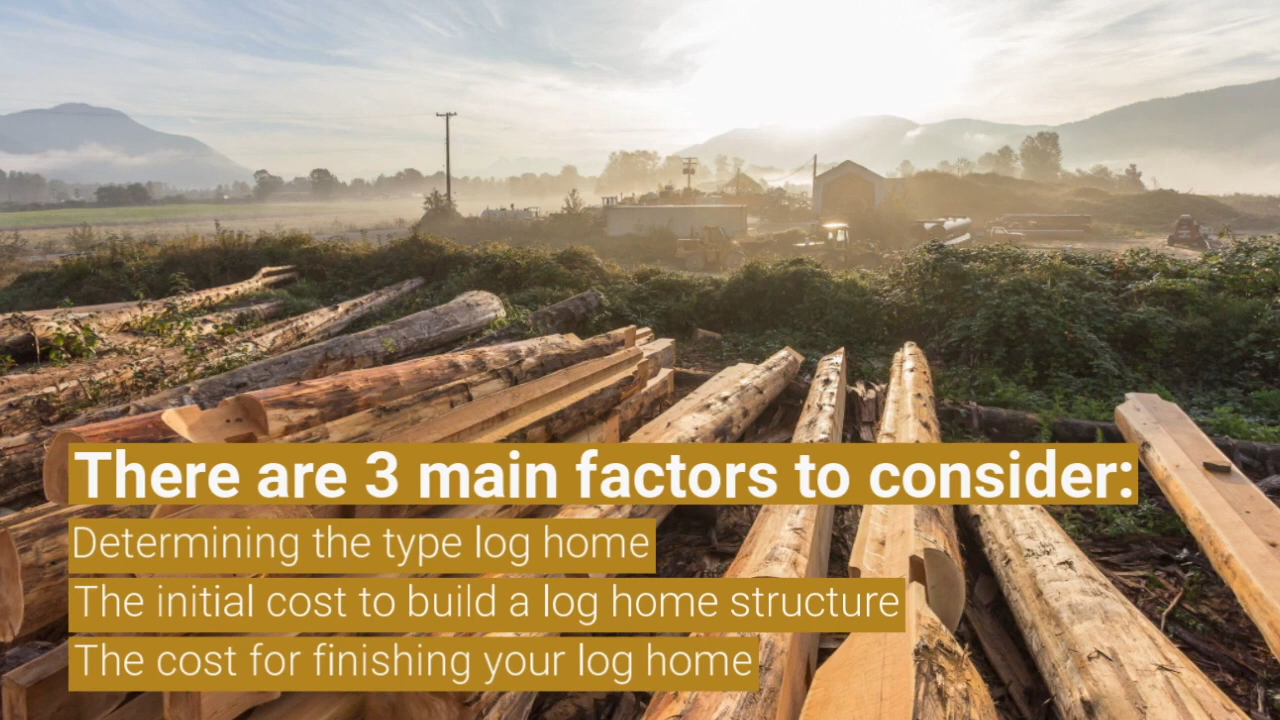 There are 3 main factors to consider:
Determining the type log home
The initial cost to build a log home structure
The cost for finishing your log home